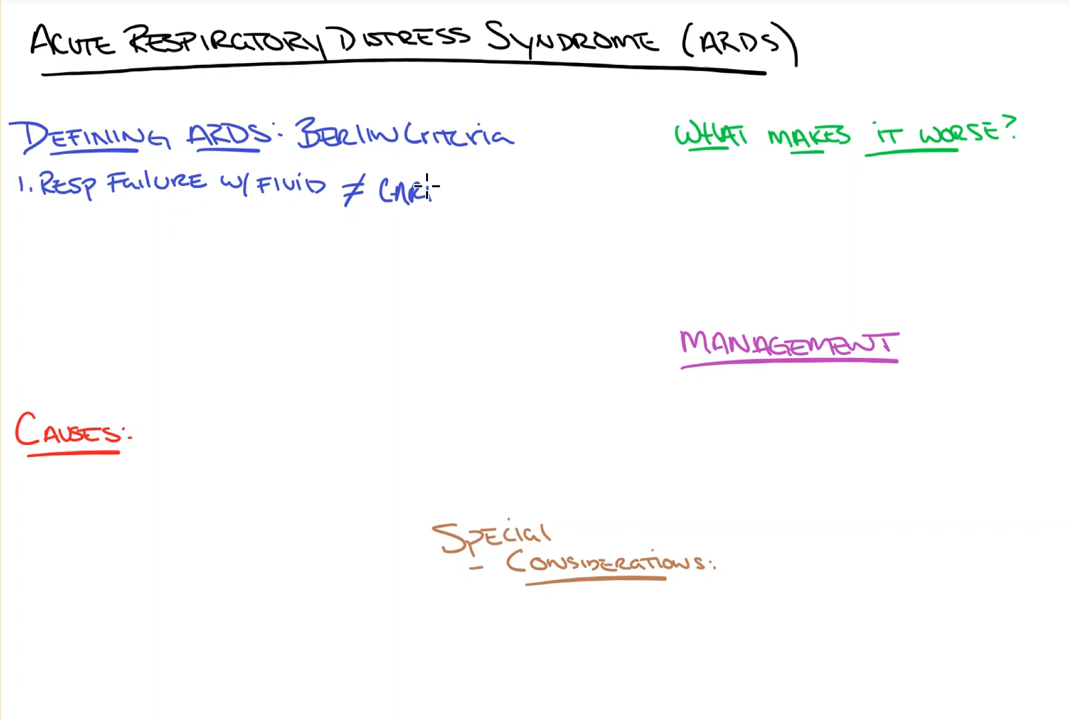 ACUTE RESPIRATORY DISTRESS SYNDROME (ARDS)
DEFINING ARDS: BERLIN CRITERIA
1. RESP FAILURE W/ FLUID ≠ CAR
WHAT MAKES IT WORSE?
MANAGEMENT
CAUSES:
SPECIAL
CONSIDERATIONS: